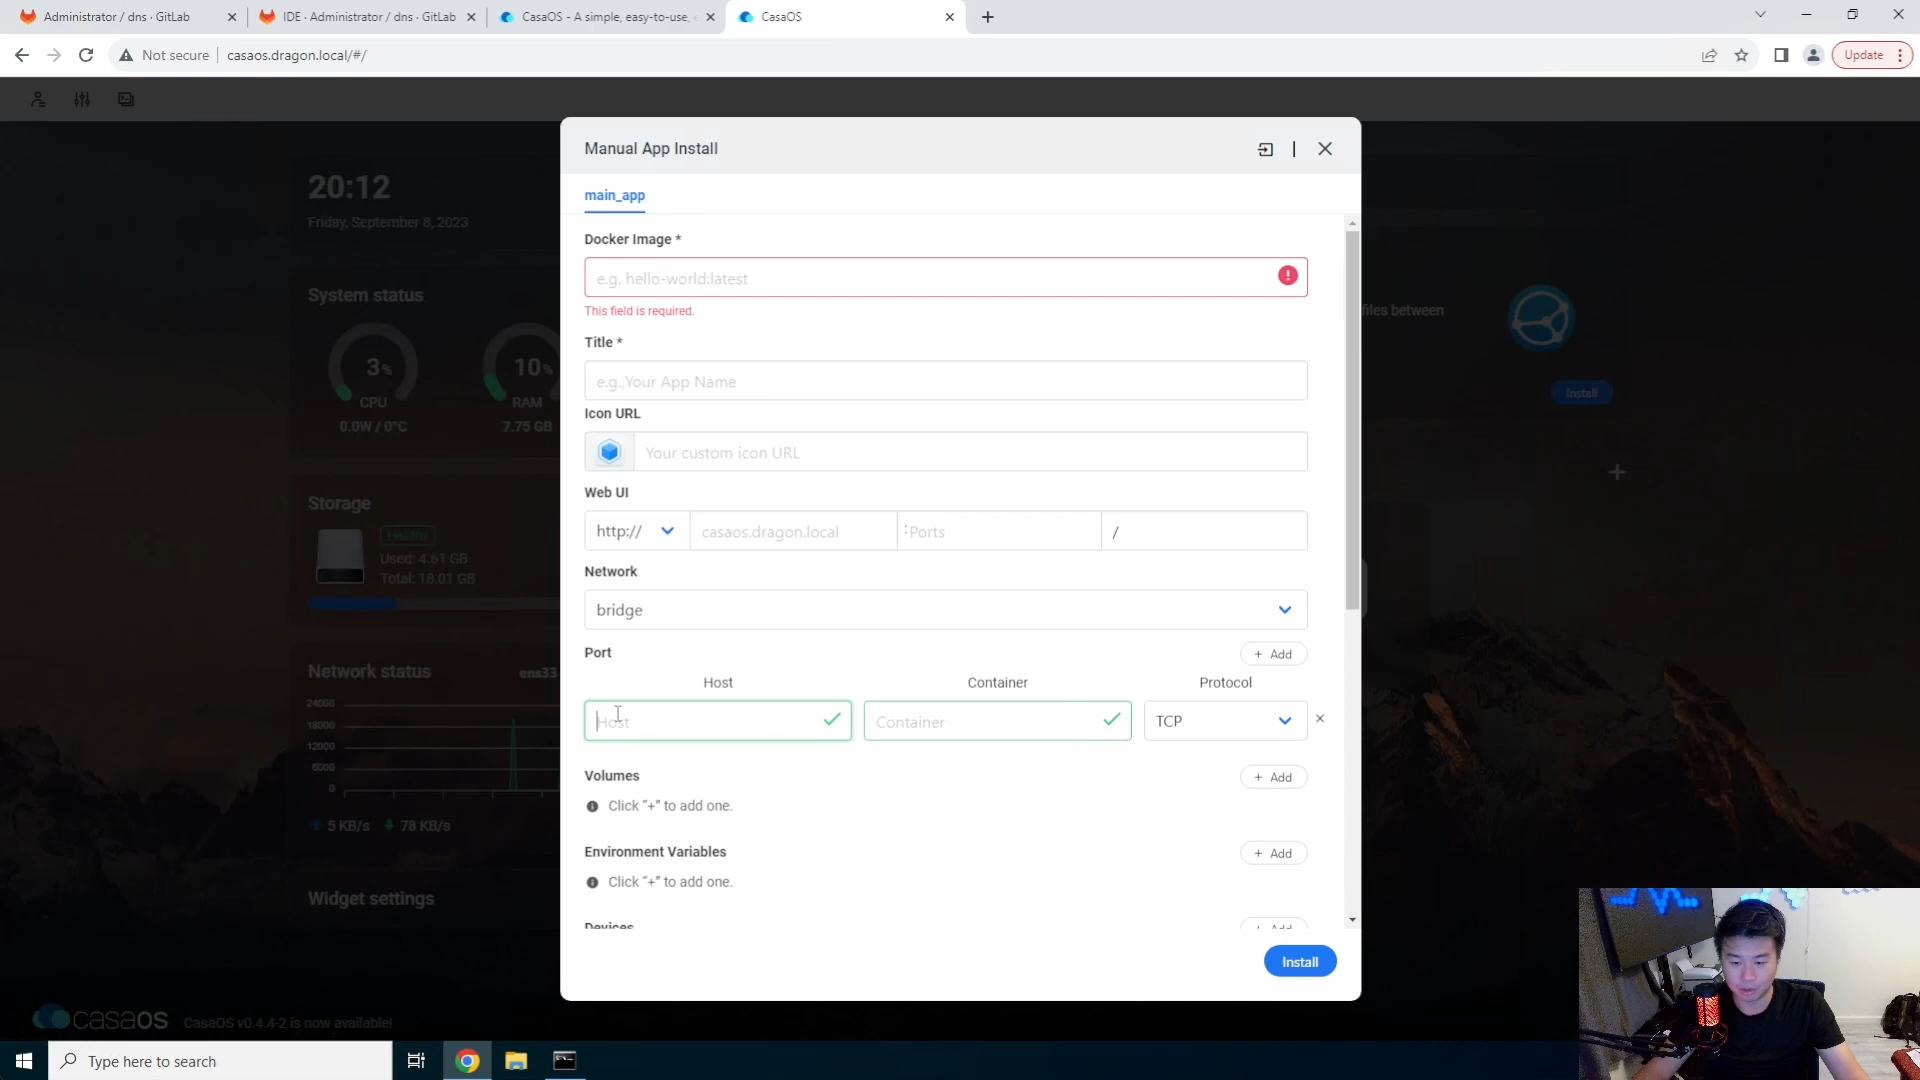 Administrator / dns · GitLab
IDE · Administrator / dns · GitLab
CasaOS - A simple, easy-to-use,
CasaOS
Not secure
casaos.dragon.local/#/
Update
Manual App Install
main_app
20:12
Friday, September 8, 2023
Docker Image *
e.g. hello-world:latest
This field is required.
System status
3%
CPU
0.0W / 0°C
10%
RAM
7.75 GB
files between
Install
Title *
e.g.,Your App Name
Icon URL
Your custom icon URL
Web UI
http://
casaos.dragon.local
:Ports
/
Storage
Healthy
Used: 4.61 GB
Total: 18.01 GB
Network
bridge
Port
+ Add
Host
Container
Protocol
Host
Container
TCP
Network status
ens33
24000
18000
12000
6000
0
5 KB/s
78 KB/s
Volumes
+ Add
Click "+" to add one.
Environment Variables
+ Add
Click "+" to add one.
Widget settings
Devices
+ Add
Install
casaos
CasaOS v0.4.4-2 is now available!
Type here to search